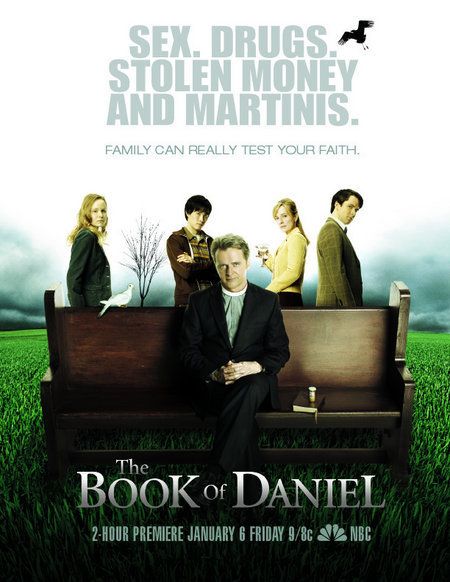 SEX. DRUGS.
STOLEN MONEY
AND MARTINIS.
FAMILY CAN REALLY TEST YOUR FAITH.
The
BOOK OF DANIEL
2-HOUR PREMIERE JANUARY 6 FRIDAY 9/8c NBC